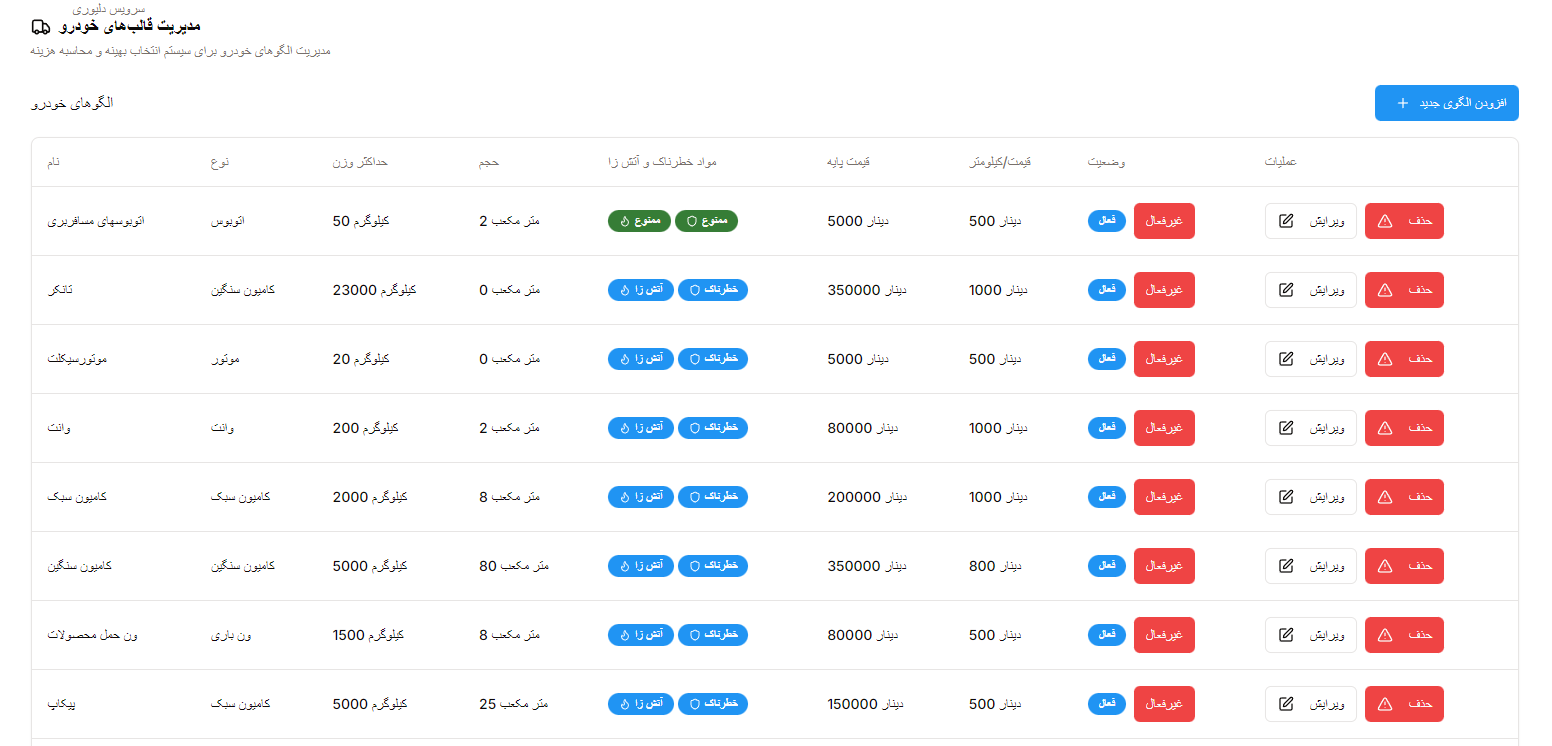 سرویس دلیوری
مدیریت قالب‌های خودرو
مدیریت الگوهای خودرو برای سیستم انتخاب بهینه و محاسبه هزینه
الگوهای خودرو
افزودن الگوی جدید
نام نوع حداکثر وزن حجم مواد خطرناک و آتش زا قیمت پایه قیمت/کیلومتر وضعیت عملیات
اتوبوسهای مسافربری اتوبوس 50 کیلوگرم 2 متر مکعب ممنوع ممنوع 5000 دینار 500 دینار فعال غیرفعال ویرایش حذف
تانکر کامیون سنگین 23000 کیلوگرم 0 متر مکعب آتش زا خطرناک 350000 دینار 1000 دینار فعال غیرفعال ویرایش حذف
موتورسیکلت موتور 20 کیلوگرم 0 متر مکعب آتش زا خطرناک 5000 دینار 500 دینار فعال غیرفعال ویرایش حذف
وانت وانت 200 کیلوگرم 2 متر مکعب آتش زا خطرناک 80000 دینار 1000 دینار فعال غیرفعال ویرایش حذف
کامیون سبک کامیون سبک 2000 کیلوگرم 8 متر مکعب آتش زا خطرناک 200000 دینار 1000 دینار فعال غیرفعال ویرایش حذف
کامیون سنگین کامیون سنگین 5000 کیلوگرم 80 متر مکعب آتش زا خطرناک 350000 دینار 800 دینار فعال غیرفعال ویرایش حذف
ون حمل محصولات ون باری 1500 کیلوگرم 8 متر مکعب آتش زا خطرناک 80000 دینار 500 دینار فعال غیرفعال ویرایش حذف
پیکاپ کامیون سبک 5000 کیلوگرم 25 متر مکعب آتش زا خطرناک 150000 دینار 500 دینار فعال غیرفعال ویرایش حذف